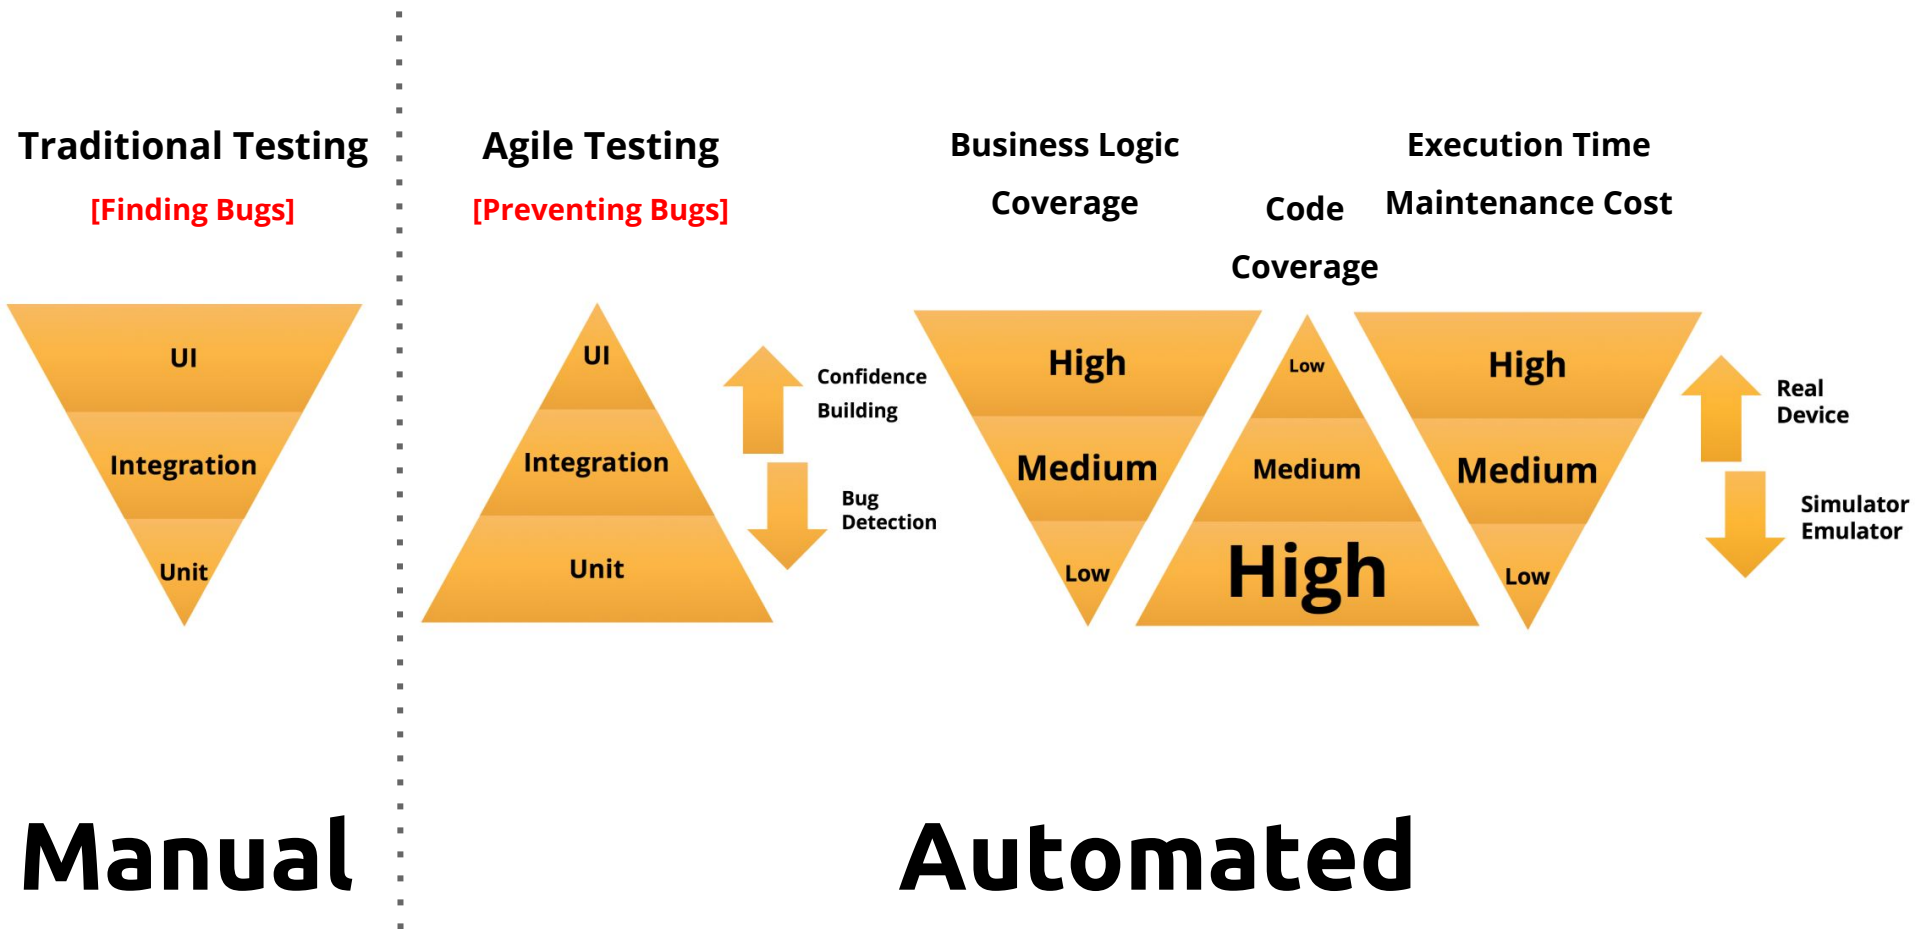 Traditional Testing
[Finding Bugs]
UI
Integration
Unit
Manual
Agile Testing
[Preventing Bugs]
UI
Integration
Unit
Confidence
Building
Bug
Detection
Business Logic
Coverage
High
Medium
Low
Code
Coverage
Low
Medium
High
Execution Time
Maintenance Cost
High
Medium
Low
Real
Device
Simulator
Emulator
Automated